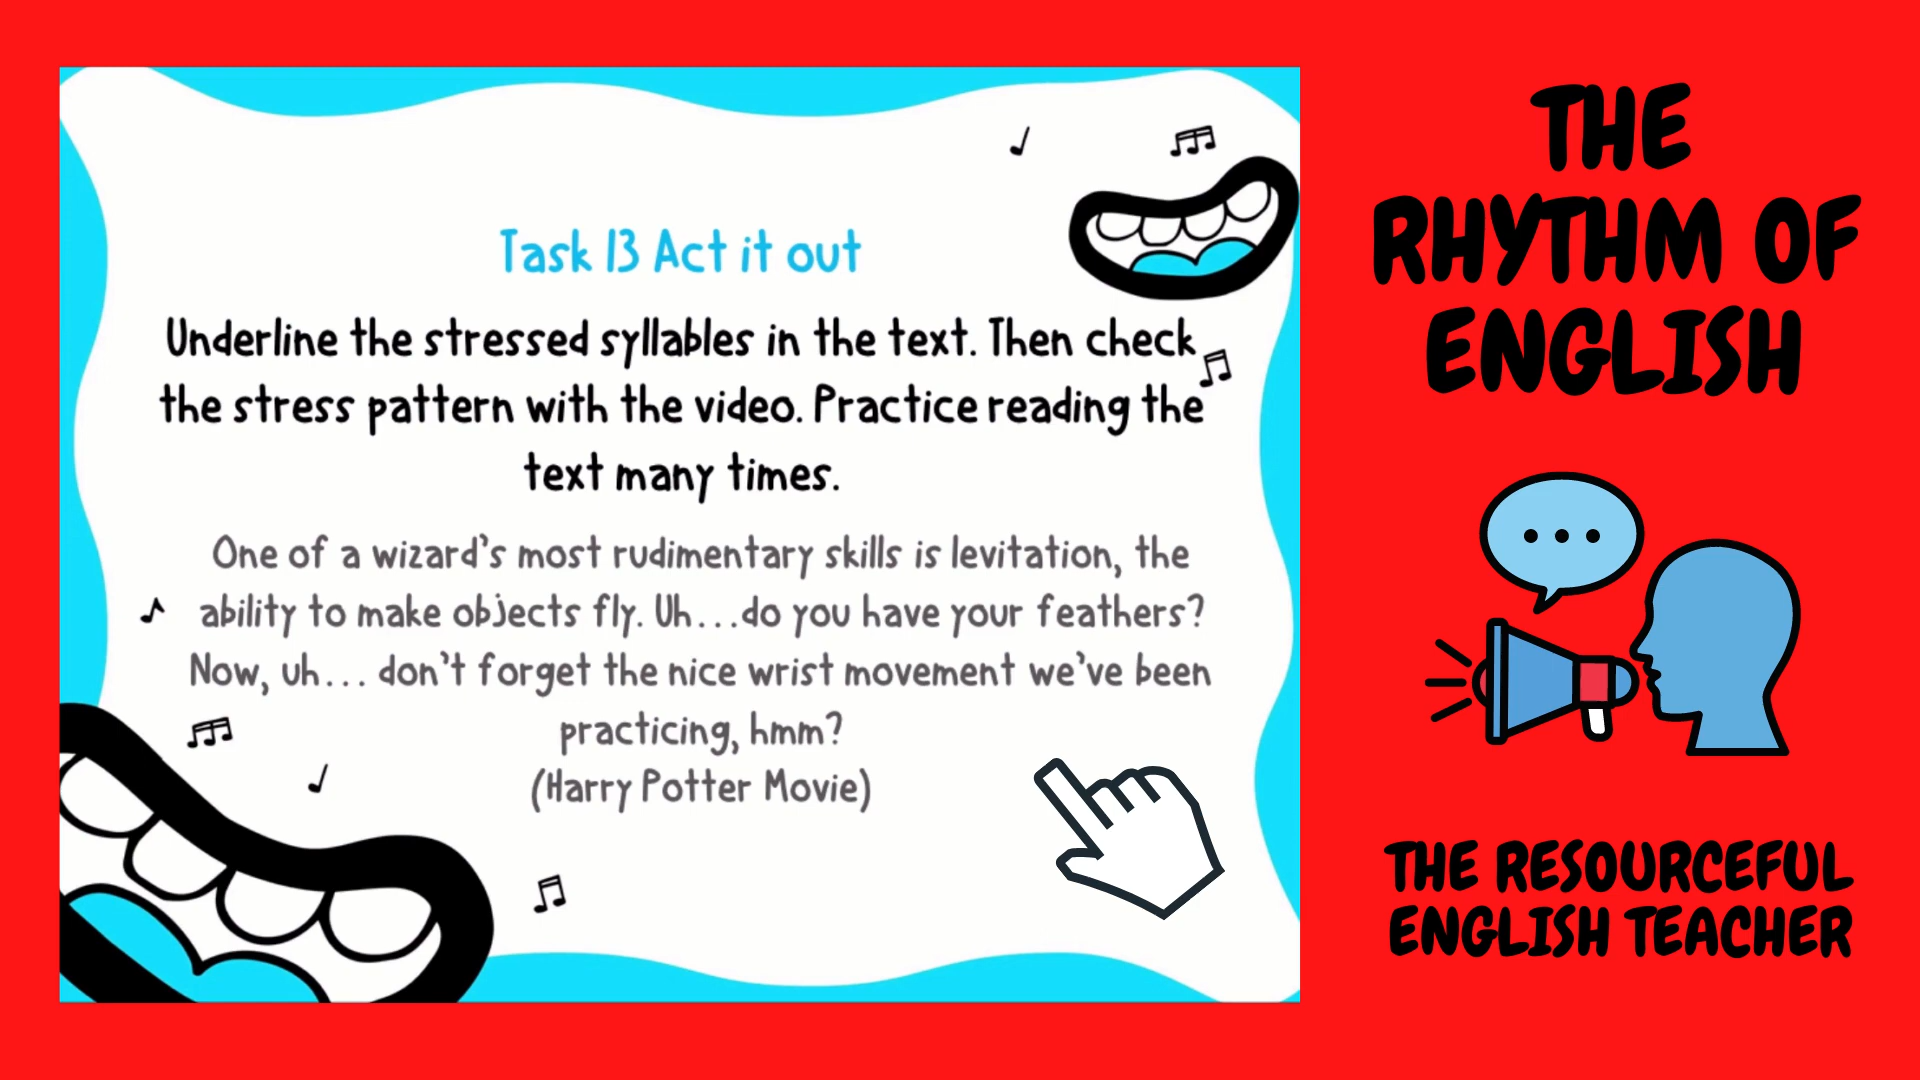 Task 13 Act it out
Underline the stressed syllables in the text. Then check
the stress pattern with the video. Practice reading the
text many times.
One of a wizard's most rudimentary skills is levitation, the
ability to make objects fly. Uh...do you have your feathers?
Now, uh... don't forget the nice wrist movement we've been
practicing, hmm?
(Harry Potter Movie)
THE
RHYTHM OF
ENGLISH
THE RESOURCEFUL
ENGLISH TEACHER